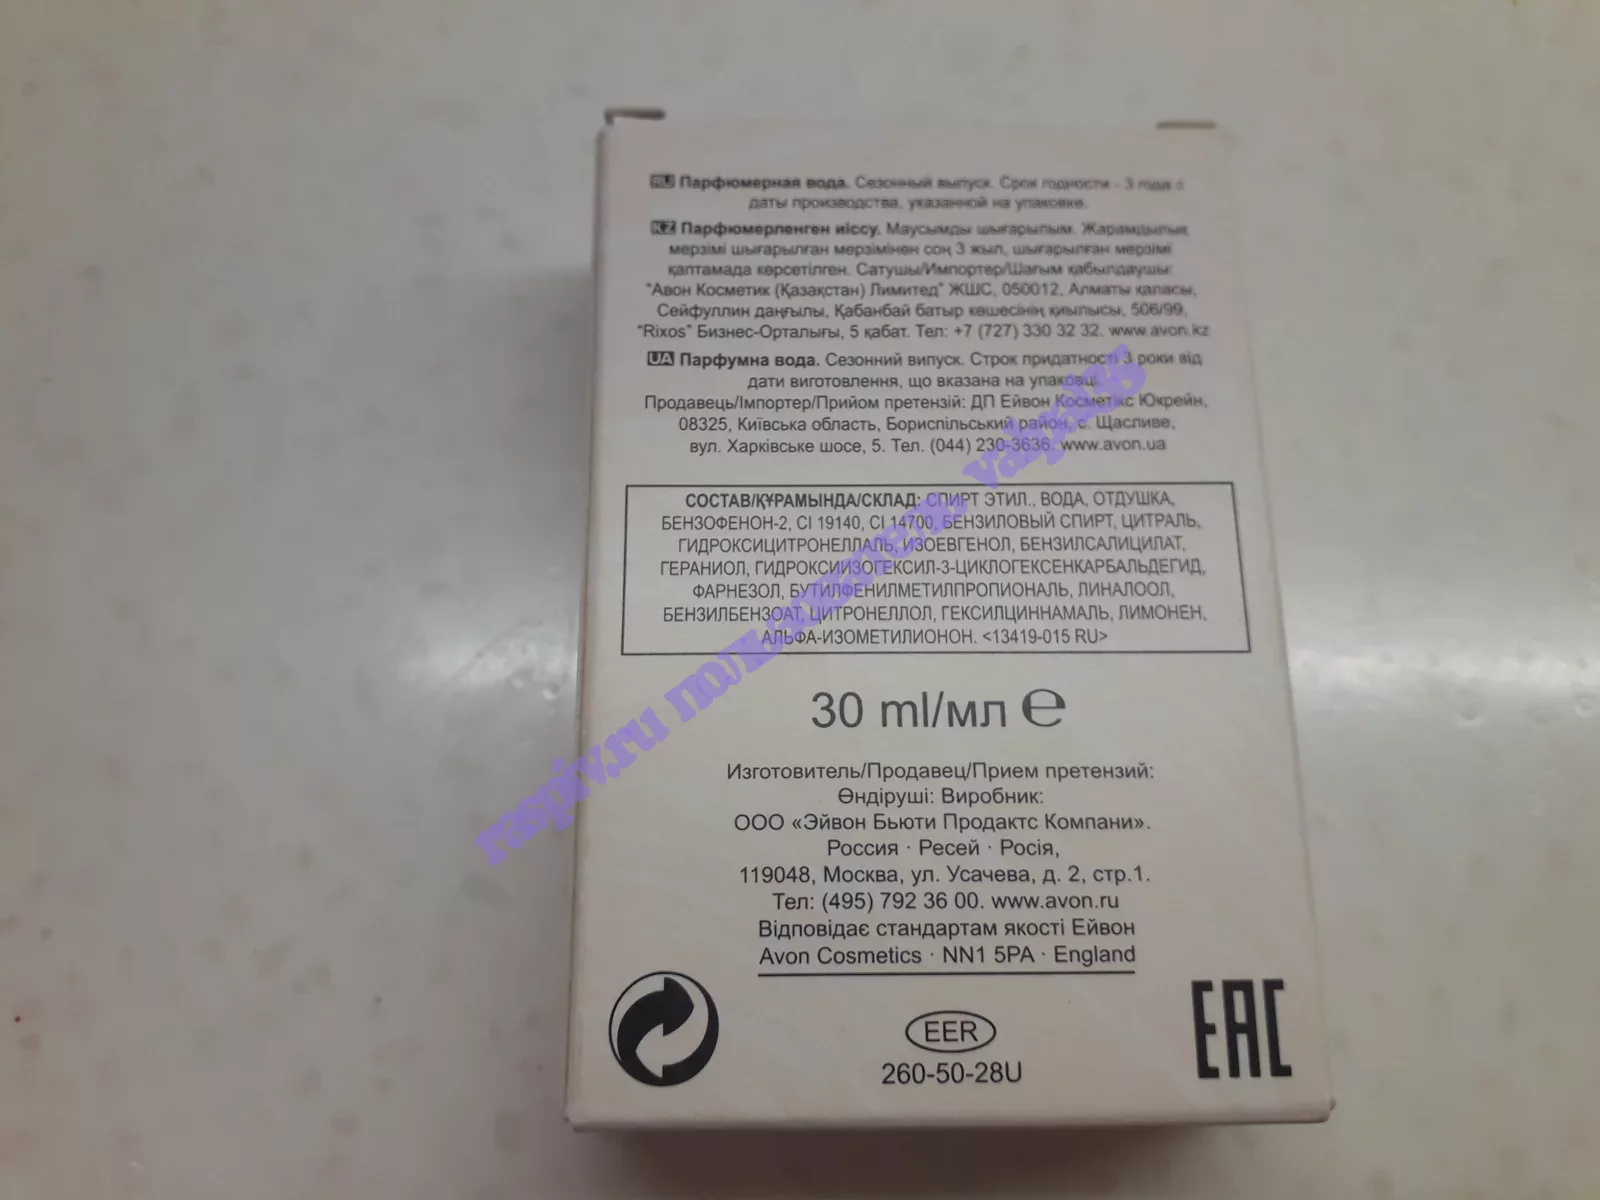 RU Парфюмерная вода. Сезонный выпуск. Срок годности - 3 года с
даты производства, указанной на упаковке.
KZ Парфюмерленген иіссу. Маусымды шығарылым. Жарамдылық
мерзімі шығарылған мерзімінен соң 3 жыл, шығарылған мерзімі
қаптамада көрсетілген. Сатушы/Импортер/Шағым қабылдаушы:
"Авон Косметик (Қазақстан) Лимитед" ЖШС, 050012, Алматы қаласы,
Сейфуллин даңғылы, Қабанбай батыр көшесінің қиылысы, 506/99,
"Rixos" Бизнес-Орталығы, 5 қабат. Тел: +7 (727) 330 32 32. www.avon.kz
UA Парфумна вода. Сезонний випуск. Строк придатності 3 роки від
дати виготовлення, що вказана на упаковці.
Продавець/Імпортер/Прийом претензій: ДП Ейвон Косметікс Юкрейн,
08325, Київська область, Бориспільський район, с. Щасливе,
вул. Харківське шосе, 5. Тел. (044) 230-3636. www.avon.ua
СОСТАВ/ҚҰРАМЫНДА/СКЛАД: СПИРТ ЭТИЛ., ВОДА, ОТДУШКА,
БЕНЗОФЕНОН-2, CI 19140, CI 14700, БЕНЗИЛОВЫЙ СПИРТ, ЦИТРАЛЬ,
ГИДРОКСИЦИТРОНЕЛЛАЛЬ, ИЗОЕВГЕНОЛ, БЕНЗИЛСАЛИЦИЛАТ,
ГЕРАНИОЛ, ГИДРОКСИИЗОГЕКСИЛ-3-ЦИКЛОГЕКСЕНКАРБАЛЬДЕГИД,
ФАРНЕЗОЛ, БУТИЛФЕНИЛМЕТИЛПРОПИОНАЛЬ, ЛИНАЛООЛ,
БЕНЗИЛБЕНЗОАТ, ЦИТРОНЕЛЛОЛ, ГЕКСИЛЦИННАМАЛЬ, ЛИМОНЕН,
АЛЬФА-ИЗОМЕТИЛИОНОН. <13419-015 RU>
30 ml/мл e
Изготовитель/Продавец/Прием претензий:
Өндіруші: Виробник:
ООО «Эйвон Бьюти Продактс Компани».
Россия · Ресей · Росія,
119048, Москва, ул. Усачева, д. 2, стр.1.
Тел: (495) 792 36 00. www.avon.ru
Відповідає стандартам якості Ейвон
Avon Cosmetics · NN1 5PA · England
EER
260-50-28U
EAC
respiv.ru пользователь